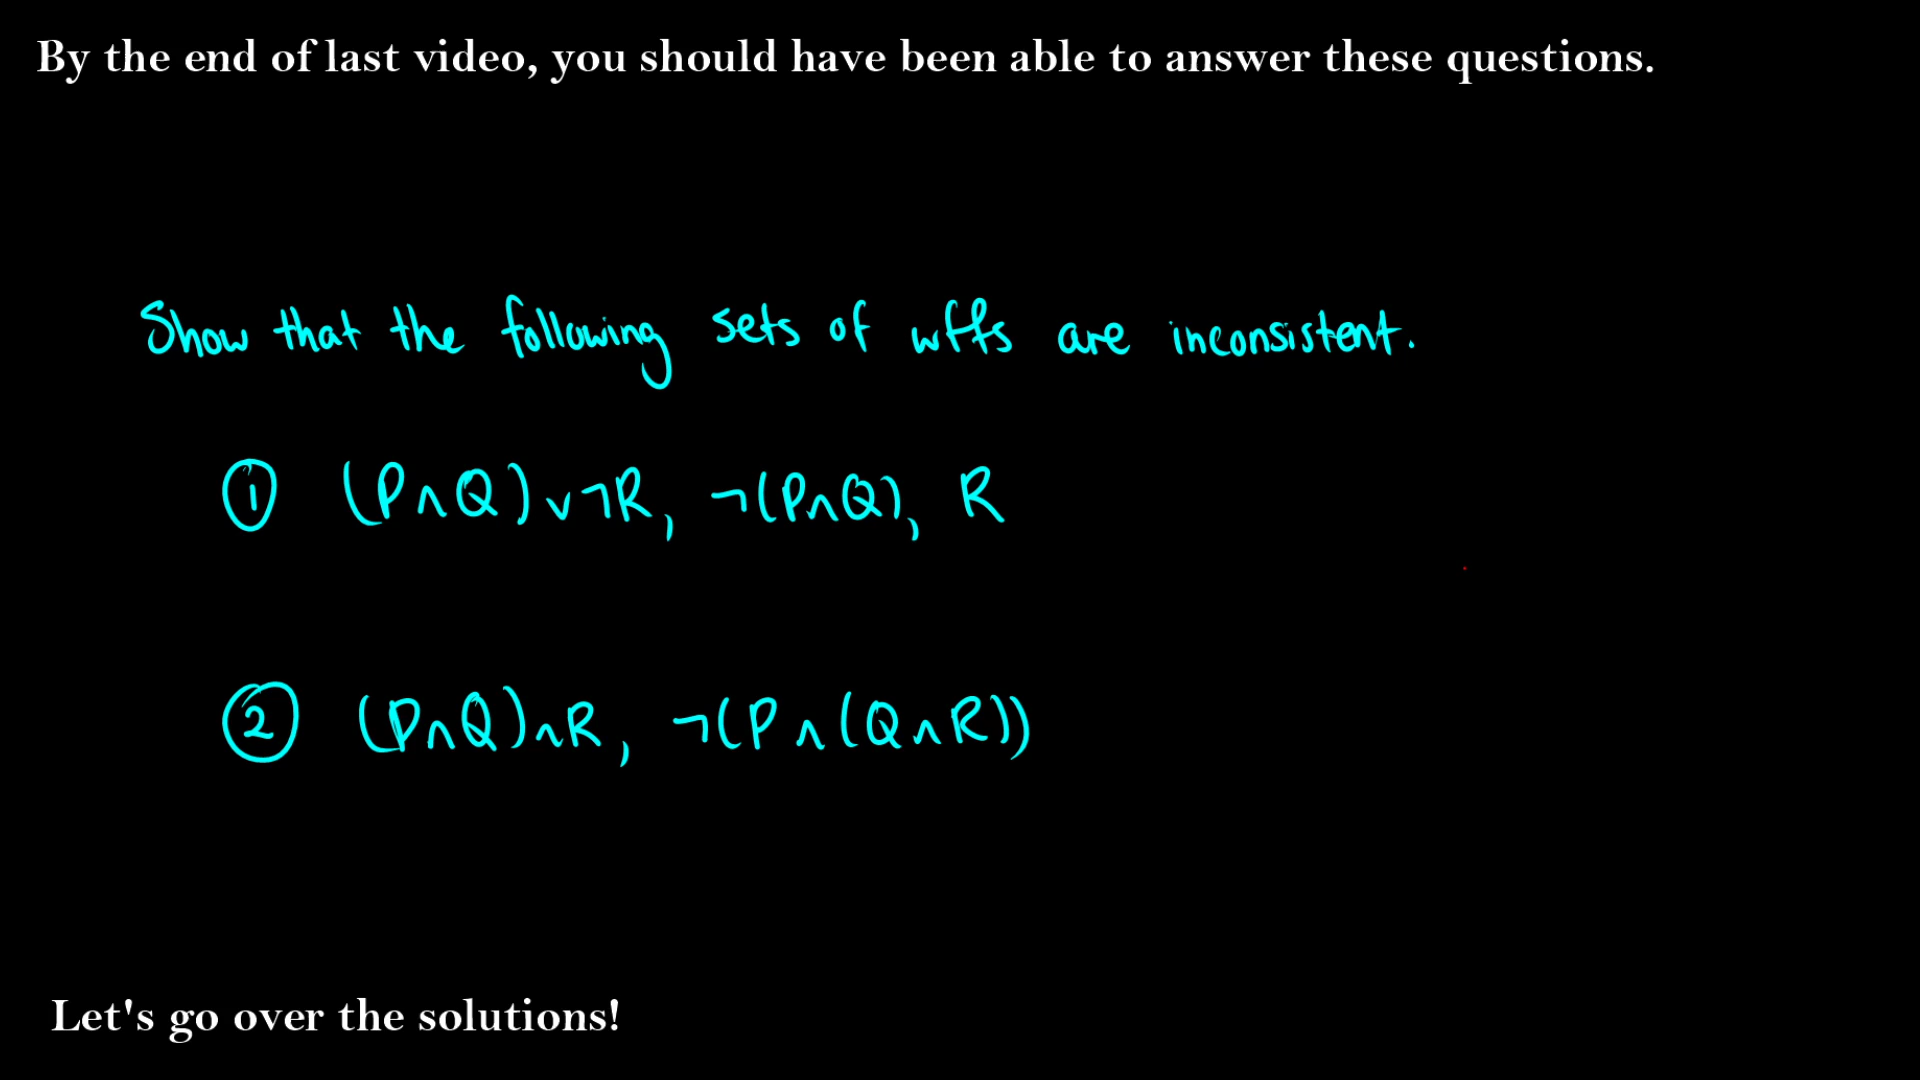 By the end of last video, you should have been able to answer these questions.
Show that the following sets of wffs are inconsistent.
① (P∧Q)∨¬R, ¬(P∧Q), R
② (P∧Q)∧R, ¬(P∧(Q∧R))
Let's go over the solutions!